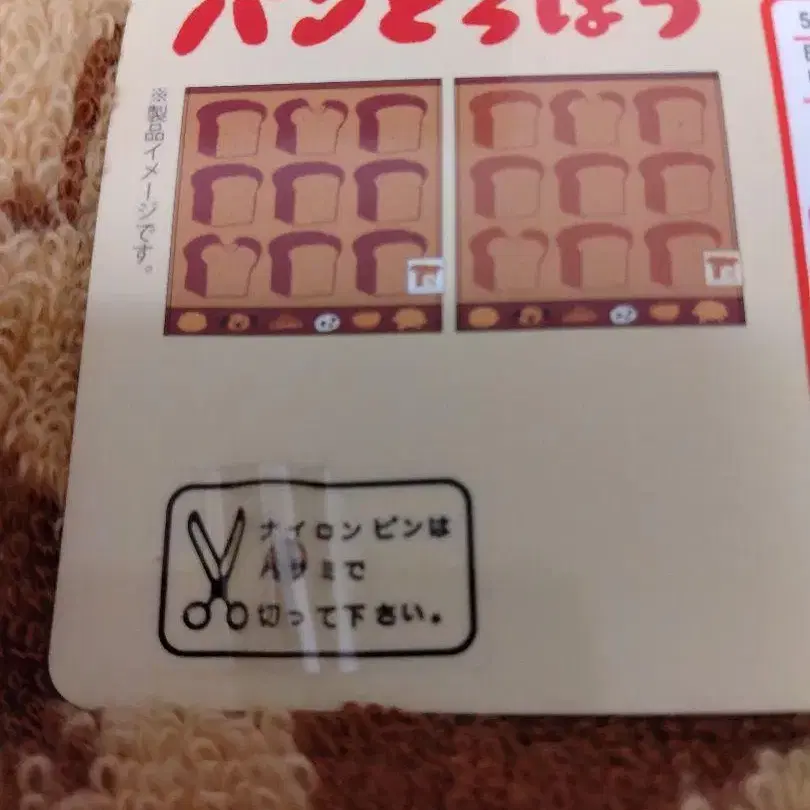 パンどろぼう
※製品イメージです。
ナイロンピンは
ハサミで
切って下さい。